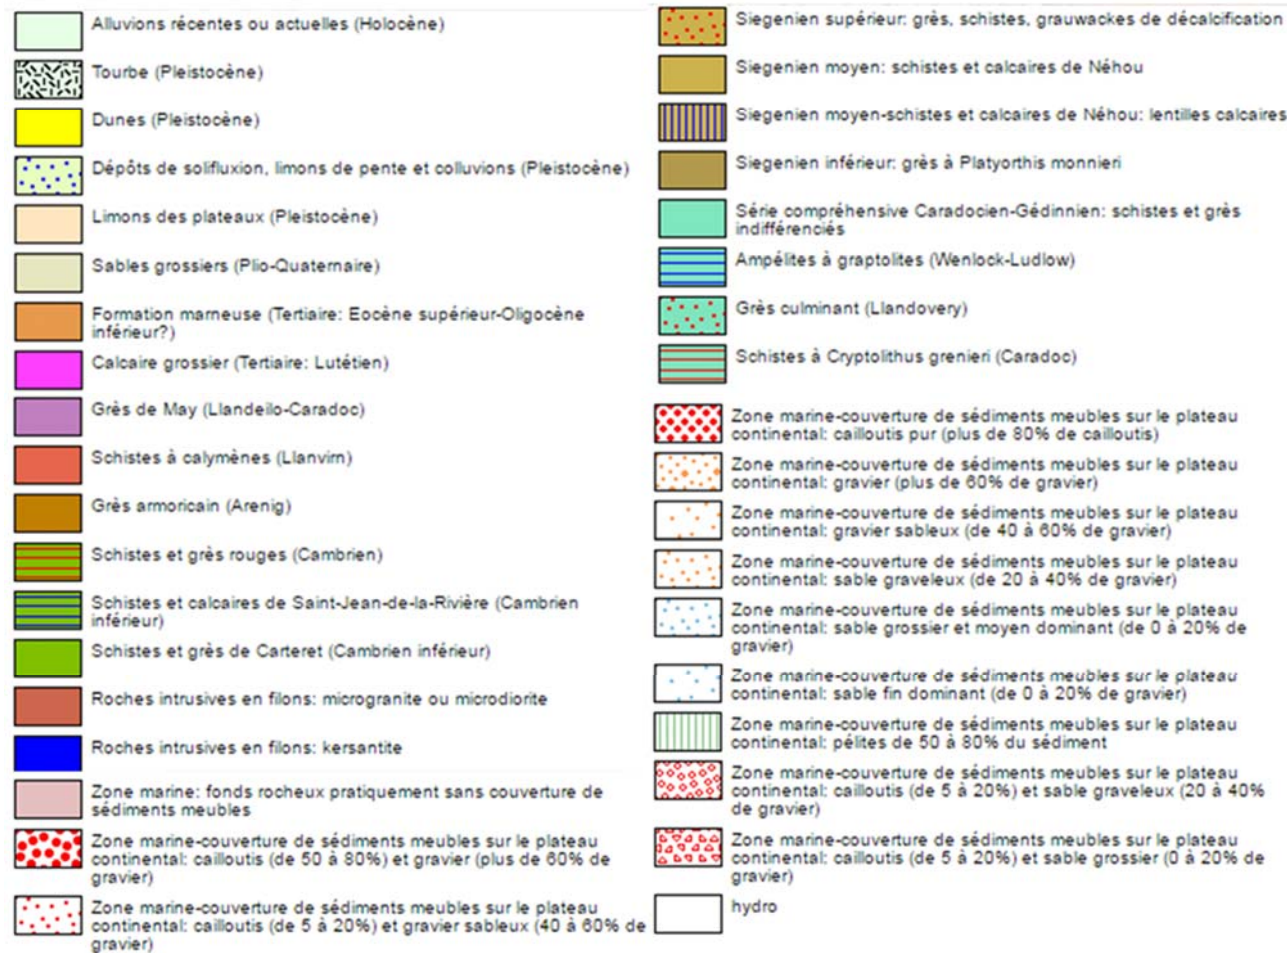 Alluvions récentes ou actuelles (Holocène)
Tourbe (Pleistocène)
Dunes (Pleistocène)
Dépôts de solifluxion, limons de pente et colluvions (Pleistocène)
Limons des plateaux (Pleistocène)
Sables grossiers (Plio-Quaternaire)
Formation marneuse (Tertiaire: Eocène supérieur-Oligocène
inférieur?)
Calcaire grossier (Tertiaire: Lutétien)
Grès de May (Llandeilo-Caradoc)
Schistes à calymènes (Llanvirn)
Grès armoricain (Arenig)
Schistes et grès rouges (Cambrien)
Schistes et calcaires de Saint-Jean-de-la-Rivière (Cambrien
inférieur)
Schistes et grès de Carteret (Cambrien inférieur)
Roches intrusives en filons: microgranite ou microdiorite
Roches intrusives en filons: kersantite
Zone marine: fonds rocheux pratiquement sans couverture de
sédiments meubles
Zone marine-couverture de sédiments meubles sur le plateau
continental: cailloutis (de 50 à 80%) et gravier (plus de 60% de
gravier)
Zone marine-couverture de sédiments meubles sur le plateau
continental: cailloutis (de 5 à 20%) et gravier sableux (40 à 60% de
gravier)
Siegenien supérieur: grès, schistes, grauwackes de décalcification
Siegenien moyen: schistes et calcaires de Néhou
Siegenien moyen-schistes et calcaires de Néhou: lentilles calcaires
Siegenien inférieur: grès à Platyorthis monnieri
Série compréhensive Caradocien-Gédinnien: schistes et grès
indifférenciés
Ampélites à graptolites (Wenlock-Ludlow)
Grès culminant (Llandovery)
Schistes à Cryptolithus grenieri (Caradoc)
Zone marine-couverture de sédiments meubles sur le plateau
continental: cailloutis pur (plus de 80% de cailloutis)
Zone marine-couverture de sédiments meubles sur le plateau
continental: gravier (plus de 60% de gravier)
Zone marine-couverture de sédiments meubles sur le plateau
continental: gravier sableux (de 40 à 60% de gravier)
Zone marine-couverture de sédiments meubles sur le plateau
continental: sable graveleux (de 20 à 40% de gravier)
Zone marine-couverture de sédiments meubles sur le plateau
continental: sable grossier et moyen dominant (de 0 à 20% de
gravier)
Zone marine-couverture de sédiments meubles sur le plateau
continental: sable fin dominant (de 0 à 20% de gravier)
Zone marine-couverture de sédiments meubles sur le plateau
continental: pélites de 50 à 80% du sédiment
Zone marine-couverture de sédiments meubles sur le plateau
continental: cailloutis (de 5 à 20%) et sable graveleux (20 à 40%
de gravier)
Zone marine-couverture de sédiments meubles sur le plateau
continental: cailloutis (de 5 à 20%) et sable grossier (0 à 20% de
gravier)
hydro